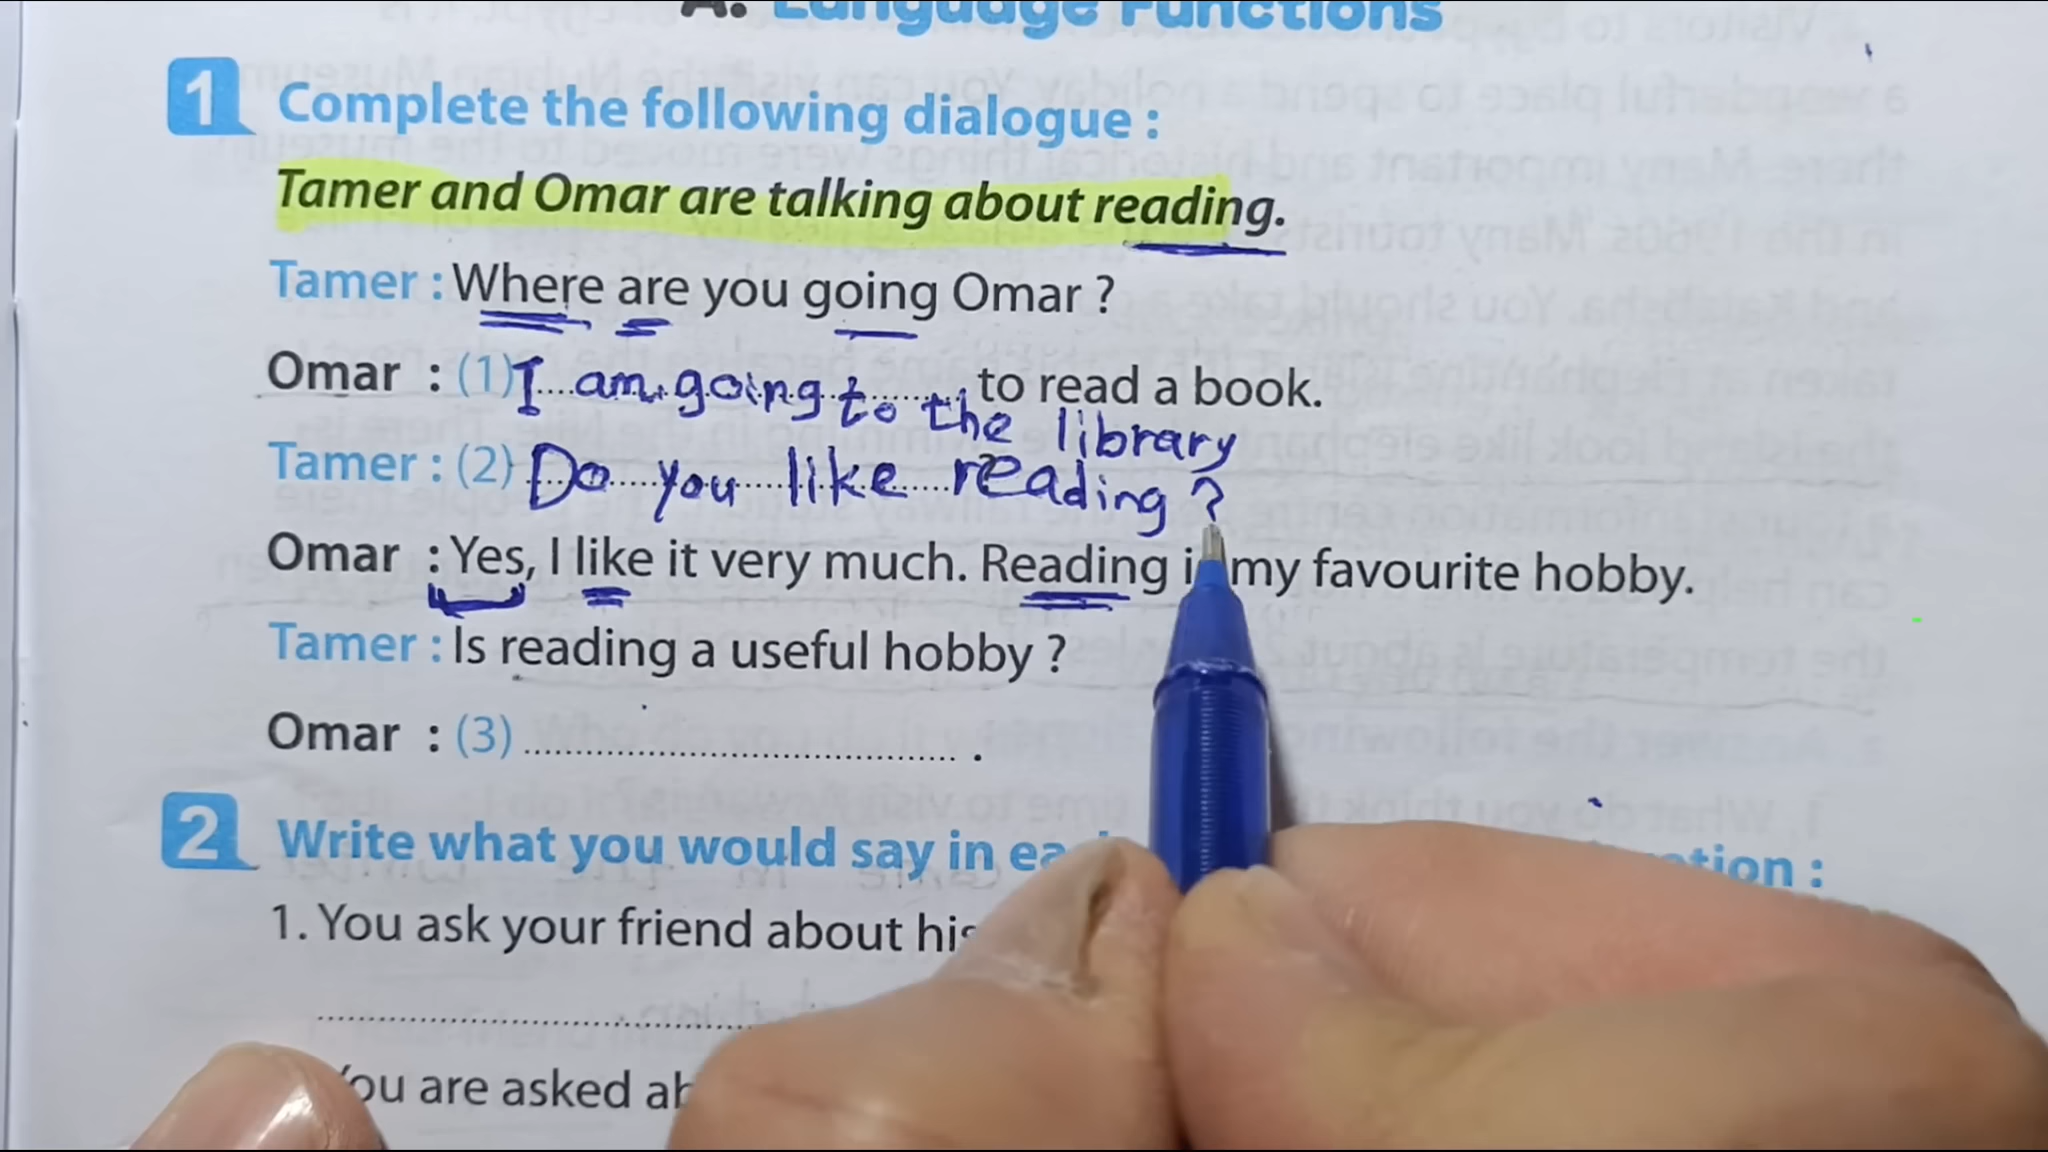 A. Language Functions
1 Complete the following dialogue :
Tamer and Omar are talking about reading.
Tamer : Where are you going Omar ?
Omar : (1) I am going to the library to read a book.
Tamer : (2) Do you like reading ?
Omar : Yes, I like it very much. Reading my favourite hobby.
Tamer : Is reading a useful hobby ?
Omar : (3) .
2 Write what you would say in :
1. You ask your friend about his
You are asked